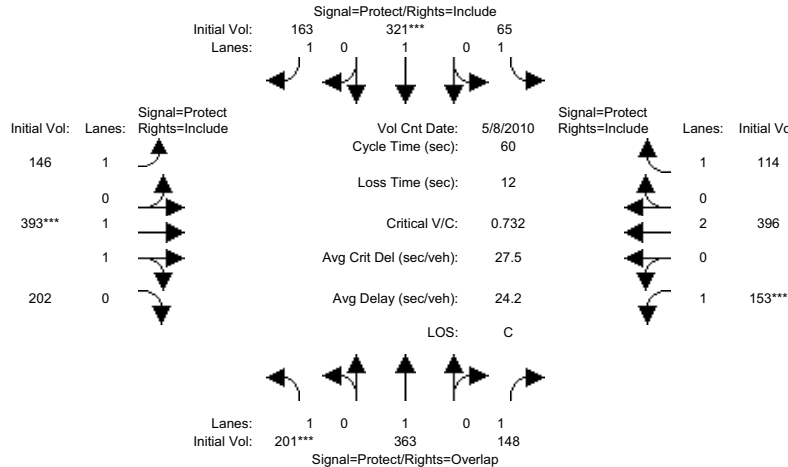 Signal=Protect/Rights=Include
Initial Vol: 163 321*** 65
Lanes: 1 0 1 0 1
Signal=Protect Signal=Protect
Initial Vol: Lanes: Rights=Include Vol Cnt Date: 5/8/2010 Rights=Include Lanes: Initial Vo
Cycle Time (sec): 60
146 1 1 114
Loss Time (sec): 12
0 0
393*** 1 Critical V/C: 0.732 2 396
1 Avg Crit Del (sec/veh): 27.5 0
202 0 Avg Delay (sec/veh): 24.2 1 153***
LOS: C
Lanes: 1 0 1 0 1
Initial Vol: 201*** 363 148
Signal=Protect/Rights=Overlap